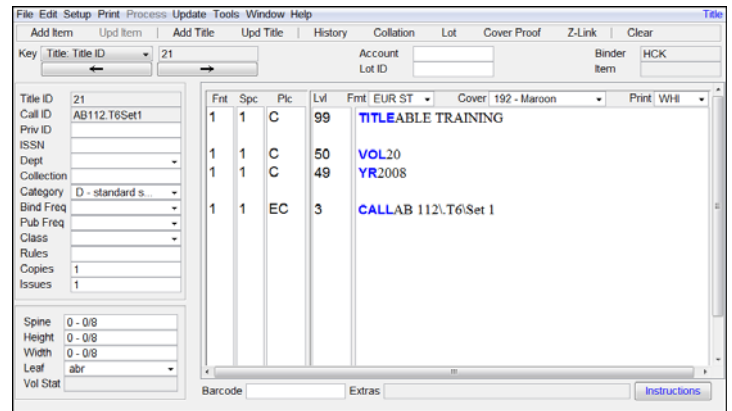 File Edit Setup Print Process Update Tools Window Help Title
Add Item Upd Item | Add Title Upd Title | History Collation Lot Cover Proof Z-Link | Clear
Key Title: Title ID 21 Account Binder HCK
Lot ID Item
Title ID 21
Call ID AB112.T6Set1
Priv ID
ISSN
Dept
Collection
Category D - standard s...
Bind Freq
Pub Freq
Class
Rules
Copies 1
Issues 1
Spine 0 - 0/8
Height 0 - 0/8
Width 0 - 0/8
Leaf abr
Vol Stat
Fnt Spc Plc Lvl Fmt EUR ST Cover 192 - Maroon Print WHI
1 1 C 99 TITLEABLE TRAINING
1 1 C 50 VOL20
1 1 C 49 YR2008
1 1 EC 3 CALLAB 112\.T6\Set 1
Barcode Extras Instructions